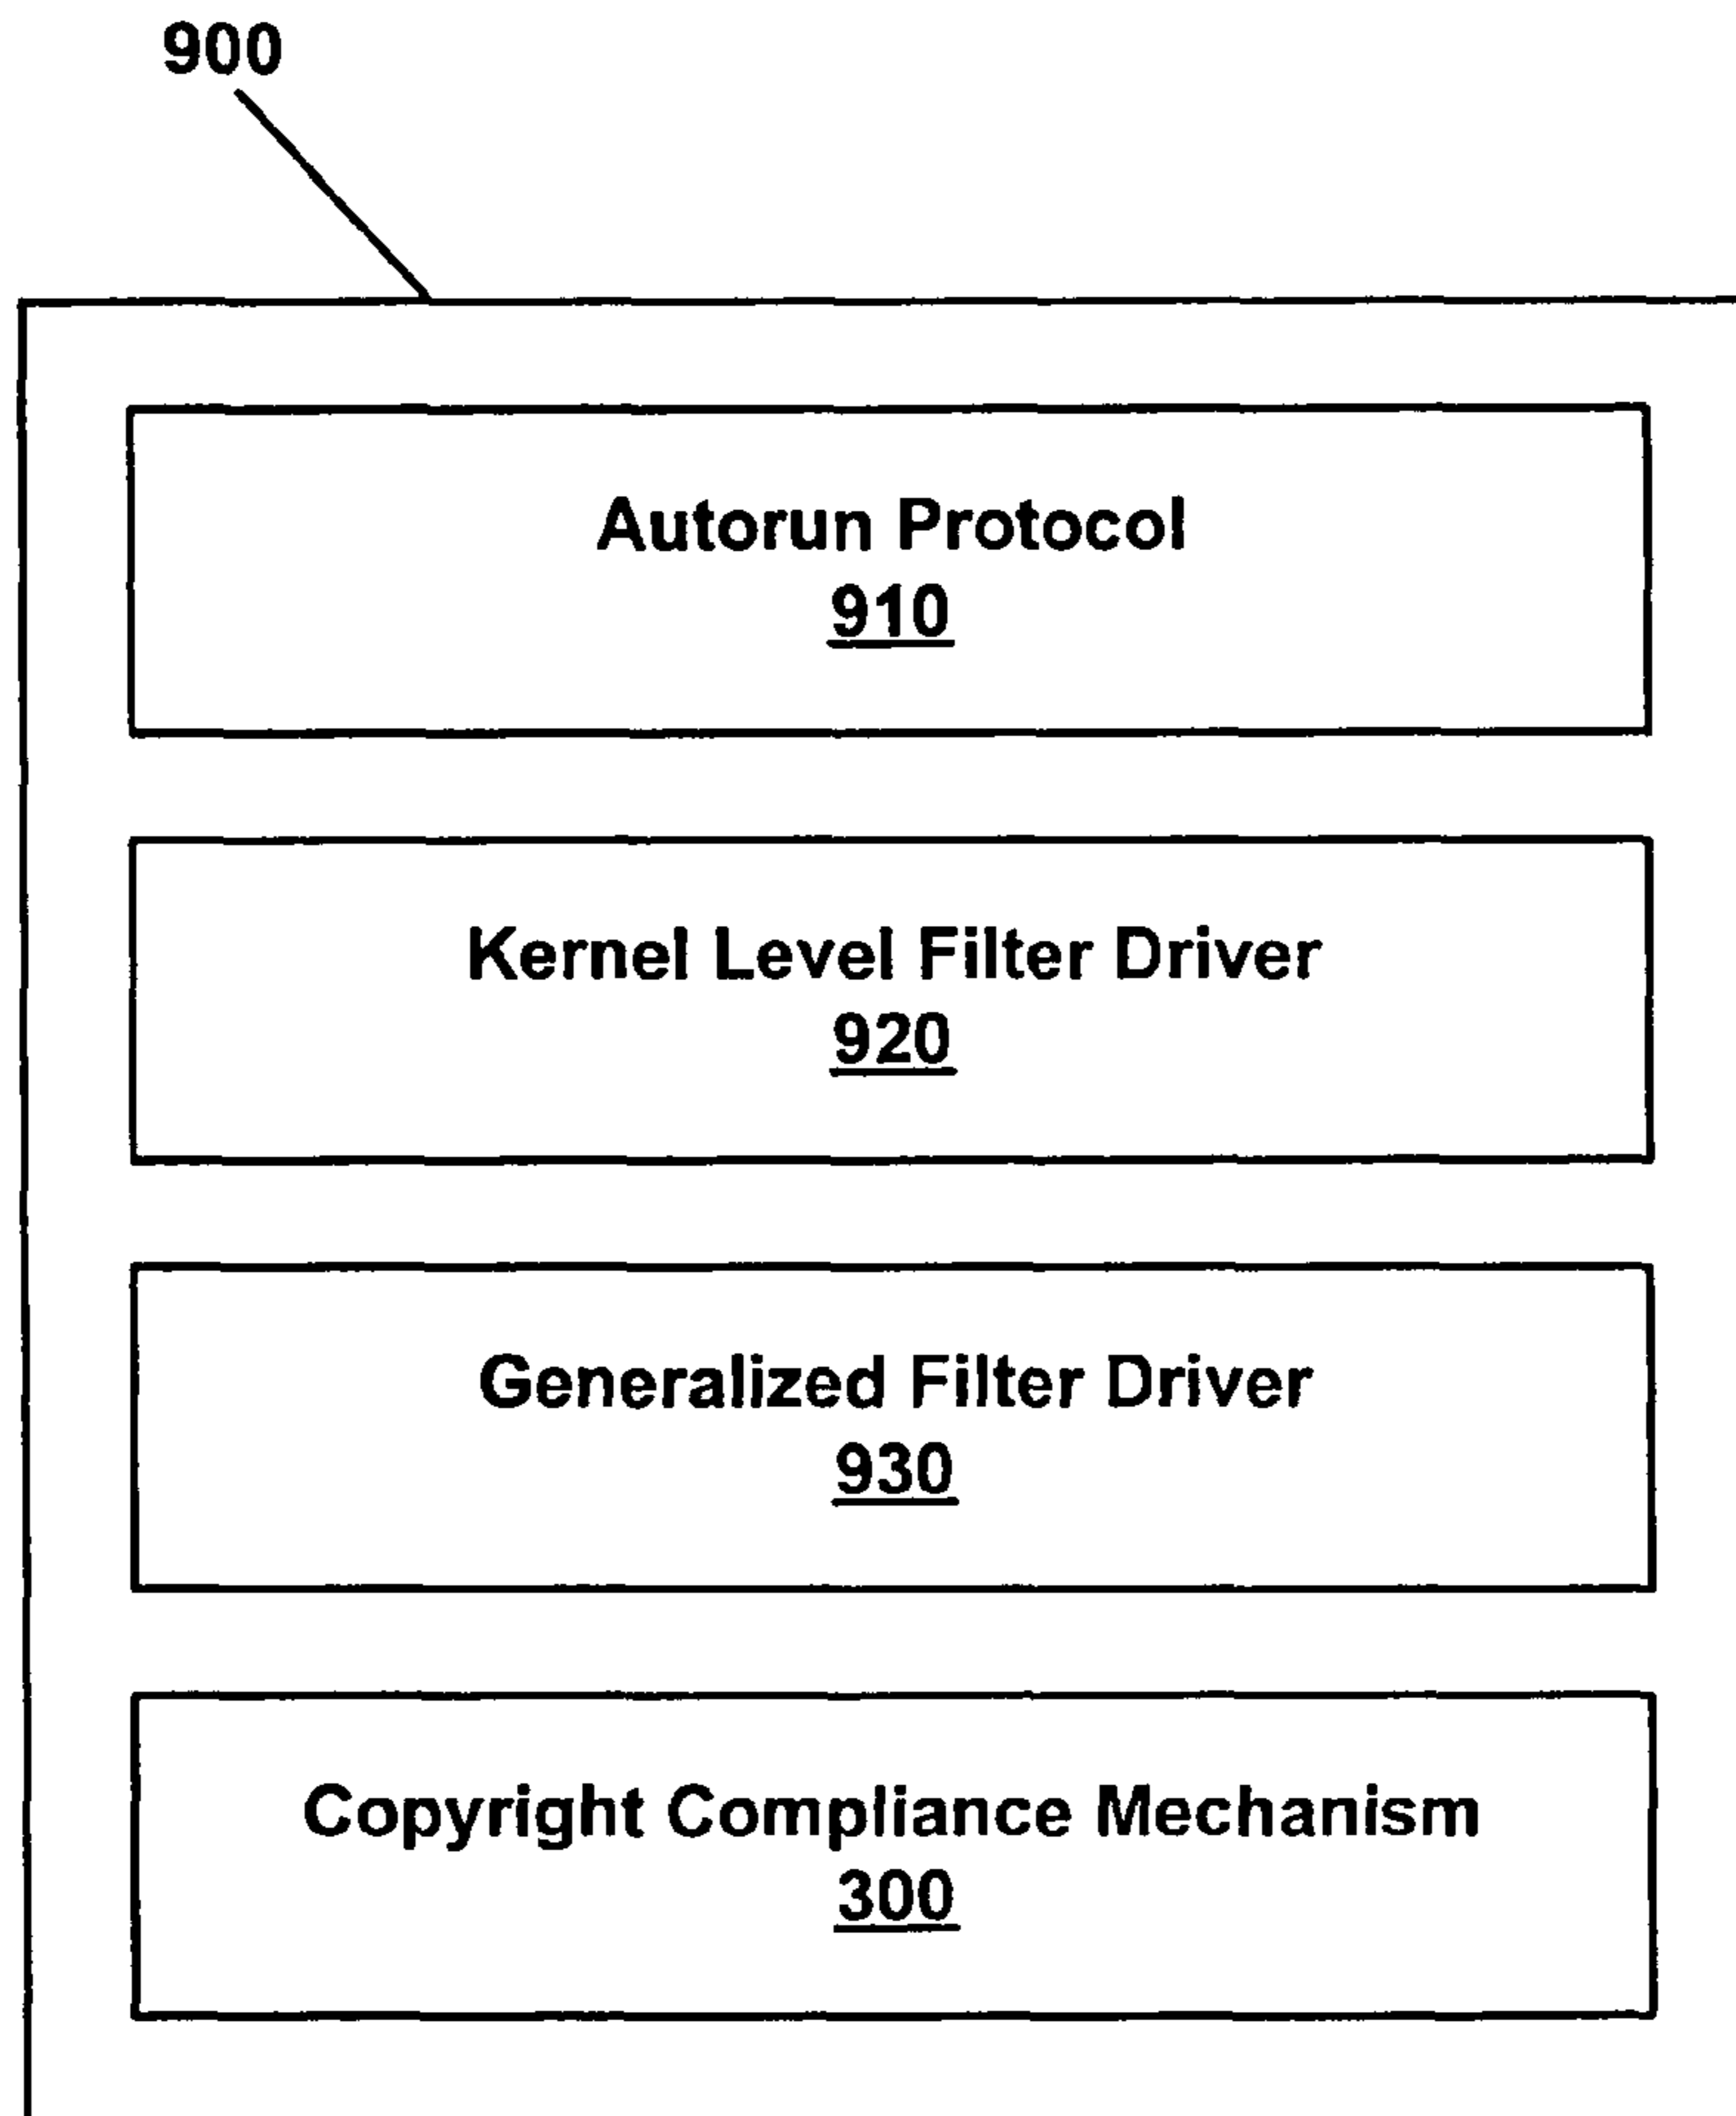 900
Autorun Protocol
910
Kernel Level Filter Driver
920
Generalized Filter Driver
930
Copyright Compliance Mechanism
300